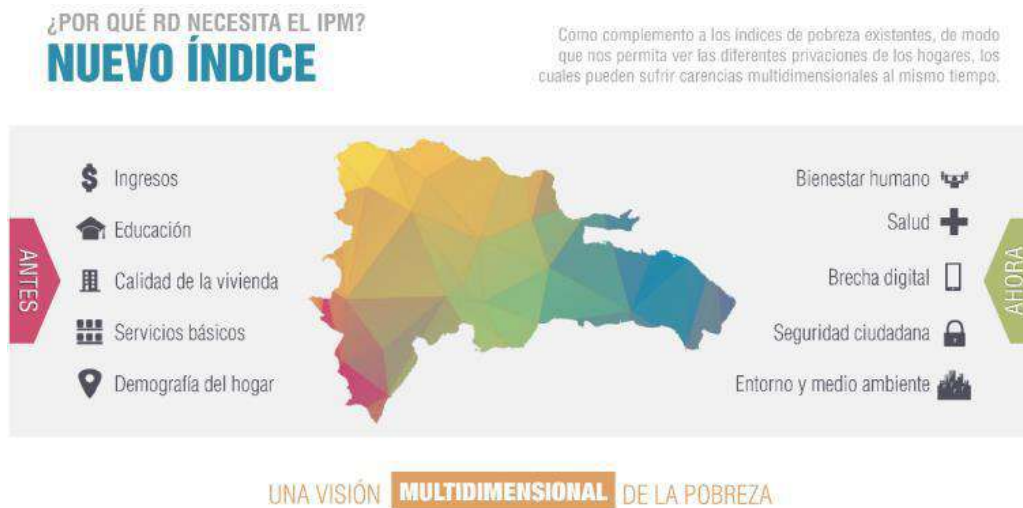 ¿POR QUÉ RD NECESITA EL IPM?
NUEVO ÍNDICE
Como complemento a los índices de pobreza existentes, de modo
que nos permita ver las diferentes privaciones de los hogares, los
cuales pueden sufrir carencias multidimensionales al mismo tiempo.
ANTES
$ Ingresos
Educación
Calidad de la vivienda
Servicios básicos
Demografía del hogar
Bienestar humano
Salud
Brecha digital
Seguridad ciudadana
Entorno y medio ambiente
AHORA
UNA VISIÓN MULTIDIMENSIONAL DE LA POBREZA